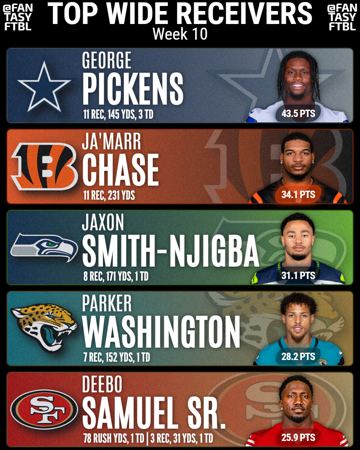 @FAN
TASY
FTBL
TOP WIDE RECEIVERS
Week 10
@FAN
TASY
FTBL
GEORGE
PICKENS
11 REC, 145 YDS, 3 TD
43.5 PTS
JA'MARR
CHASE
11 REC, 231 YDS
34.1 PTS
JAXON
SMITH-NJIGBA
8 REC, 171 YDS, 1 TD
31.1 PTS
PARKER
WASHINGTON
7 REC, 152 YDS, 1 TD
28.2 PTS
DEEBO
SAMUEL SR.
78 RUSH YDS, 1 TD | 3 REC, 31 YDS, 1 TD
25.9 PTS
SF